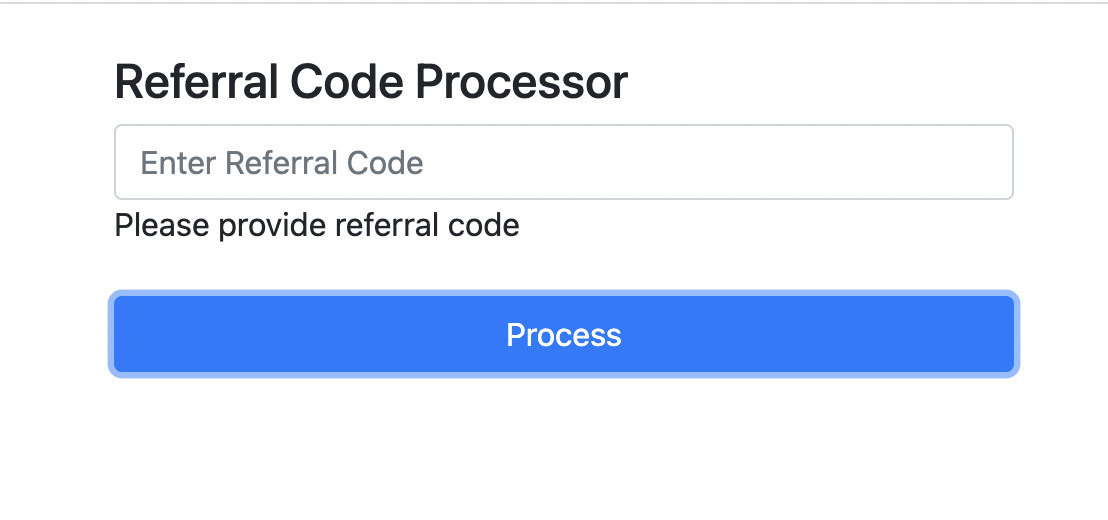 Referral Code Processor
Enter Referral Code
Please provide referral code
Process